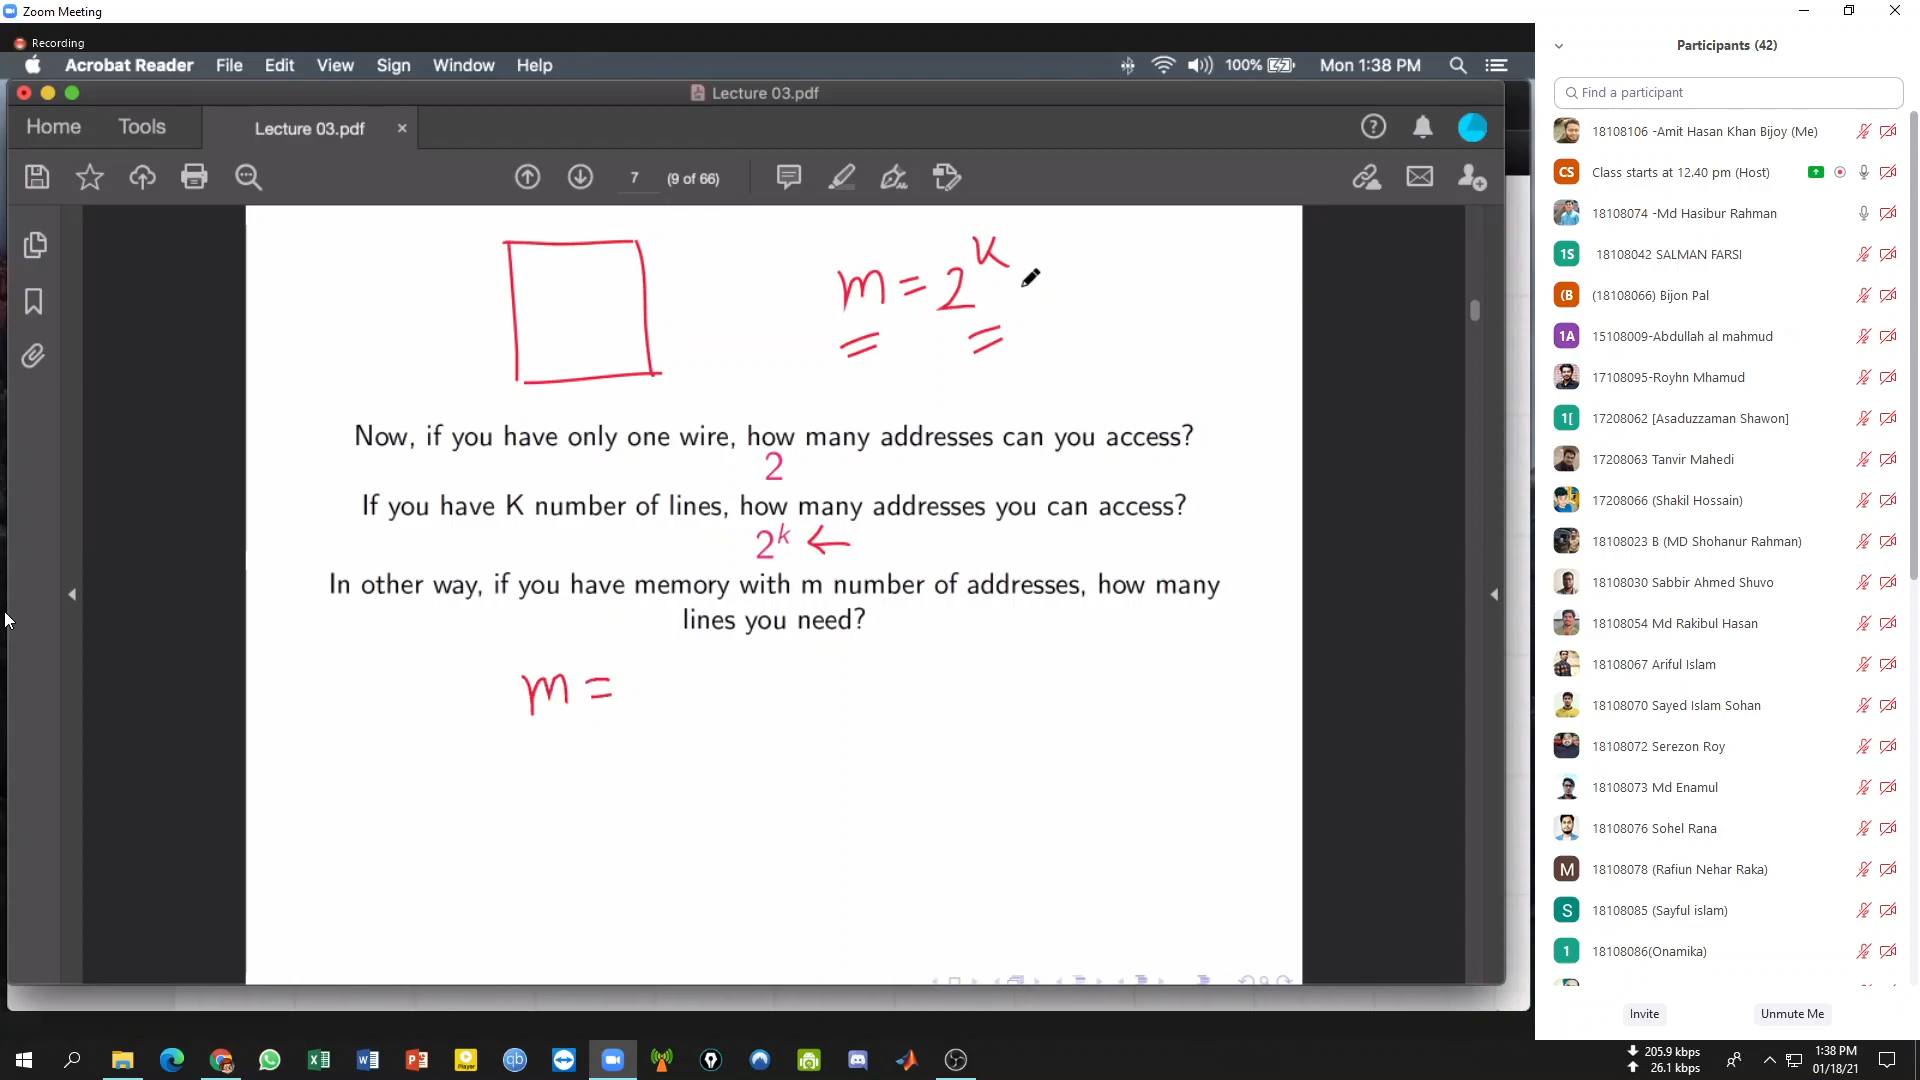 Zoom Meeting
Recording
Acrobat Reader File Edit View Sign Window Help 100% Mon 1:38 PM
Lecture 03.pdf
Home Tools Lecture 03.pdf ×
7 (9 of 66)
m = 2^k
Now, if you have only one wire, how many addresses can you access?
2
If you have K number of lines, how many addresses you can access?
2^k ←
In other way, if you have memory with m number of addresses, how many
lines you need?
m =
Participants (42)
Find a participant
18108106 -Amit Hasan Khan Bijoy (Me)
CS Class starts at 12.40 pm (Host)
18108074 -Md Hasibur Rahman
1S 18108042 SALMAN FARSI
(B (18108066) Bijon Pal
1A 15108009-Abdullah al mahmud
17108095-Royhn Mhamud
1[ 17208062 [Asaduzzaman Shawon]
17208063 Tanvir Mahedi
17208066 (Shakil Hossain)
18108023 B (MD Shohanur Rahman)
18108030 Sabbir Ahmed Shuvo
18108054 Md Rakibul Hasan
18108067 Ariful Islam
18108070 Sayed Islam Sohan
18108072 Serezon Roy
18108073 Md Enamul
18108076 Sohel Rana
M 18108078 (Rafiun Nehar Raka)
S 18108085 (Sayful islam)
1 18108086(Onamika)
Invite Unmute Me
205.9 kbps
26.1 kbps
1:38 PM
01/18/21